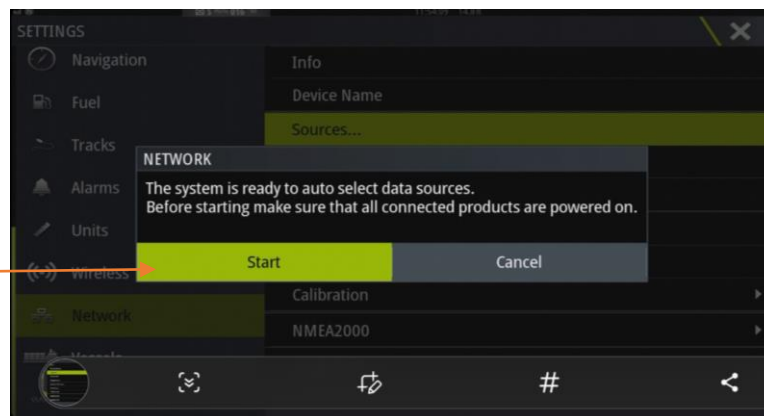 SETTINGS
Navigation
Info
Fuel
Device Name
Sources...
Tracks
NETWORK
Alarms
The system is ready to auto select data sources.
Before starting make sure that all connected products are powered on.
Units
Start
Cancel
Wireless
Calibration
Network
NMEA2000
#